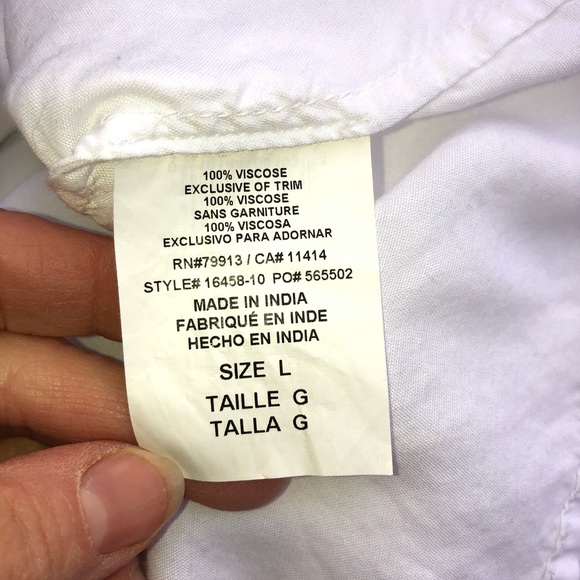 100% VISCOSE
EXCLUSIVE OF TRIM
100% VISCOSE
SANS GARNITURE
100% VISCOSA
EXCLUSIVO PARA ADORNAR
RN#79913 / CA# 11414
STYLE# 16458-10 PO# 565502
MADE IN INDIA
FABRIQUÉ EN INDE
HECHO EN INDIA
SIZE L
TAILLE G
TALLA G